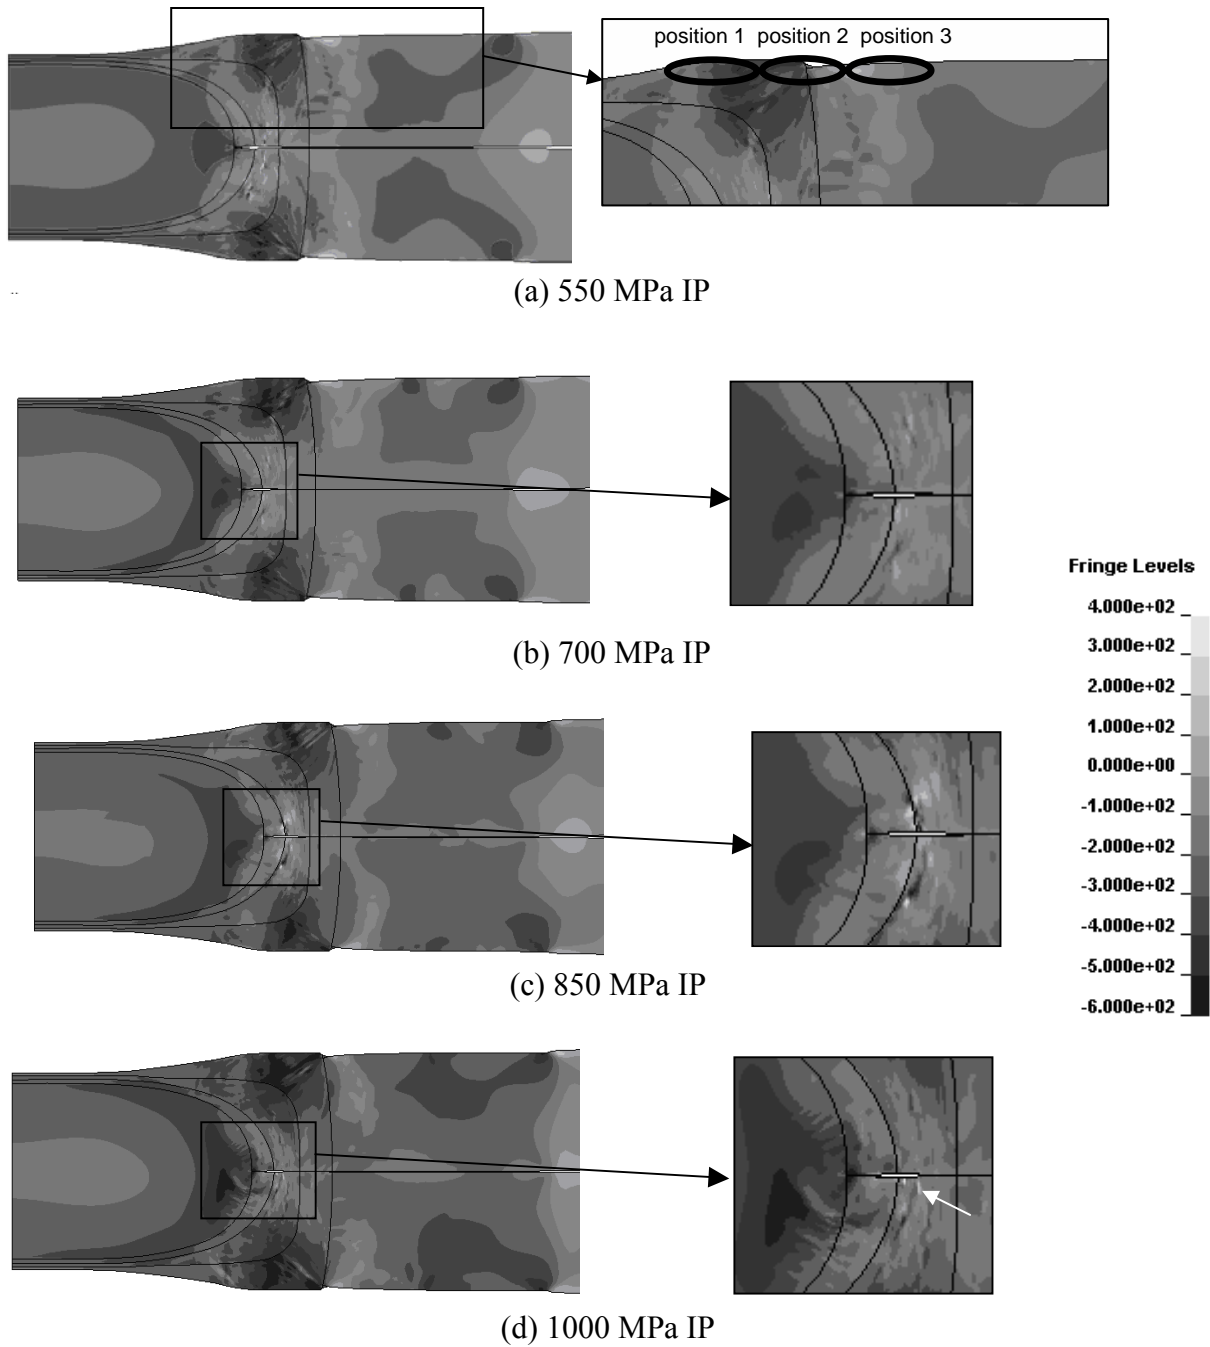 position 1 position 2 position 3
(a) 550 MPa IP
(b) 700 MPa IP
Fringe Levels
4.000e+02
3.000e+02
2.000e+02
1.000e+02
0.000e+00
-1.000e+02
-2.000e+02
-3.000e+02
-4.000e+02
-5.000e+02
-6.000e+02
(c) 850 MPa IP
(d) 1000 MPa IP